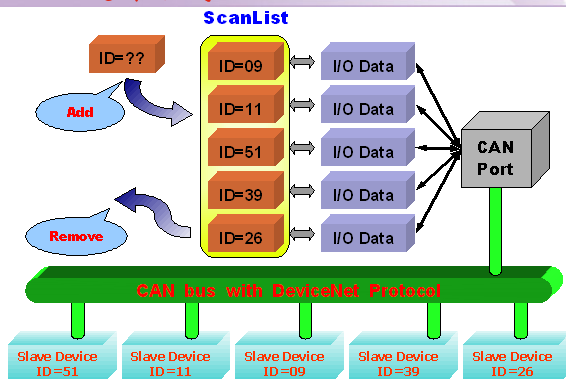 ScanList
ID=??
ID=09
I/O Data
Add
ID=11
I/O Data
ID=51
I/O Data
CAN
Port
ID=39
I/O Data
Remove
ID=26
I/O Data
CAN bus with DeviceNet Protocol
Slave Device
ID=51
Slave Device
ID=11
Slave Device
ID=09
Slave Device
ID=39
Slave Device
ID=26